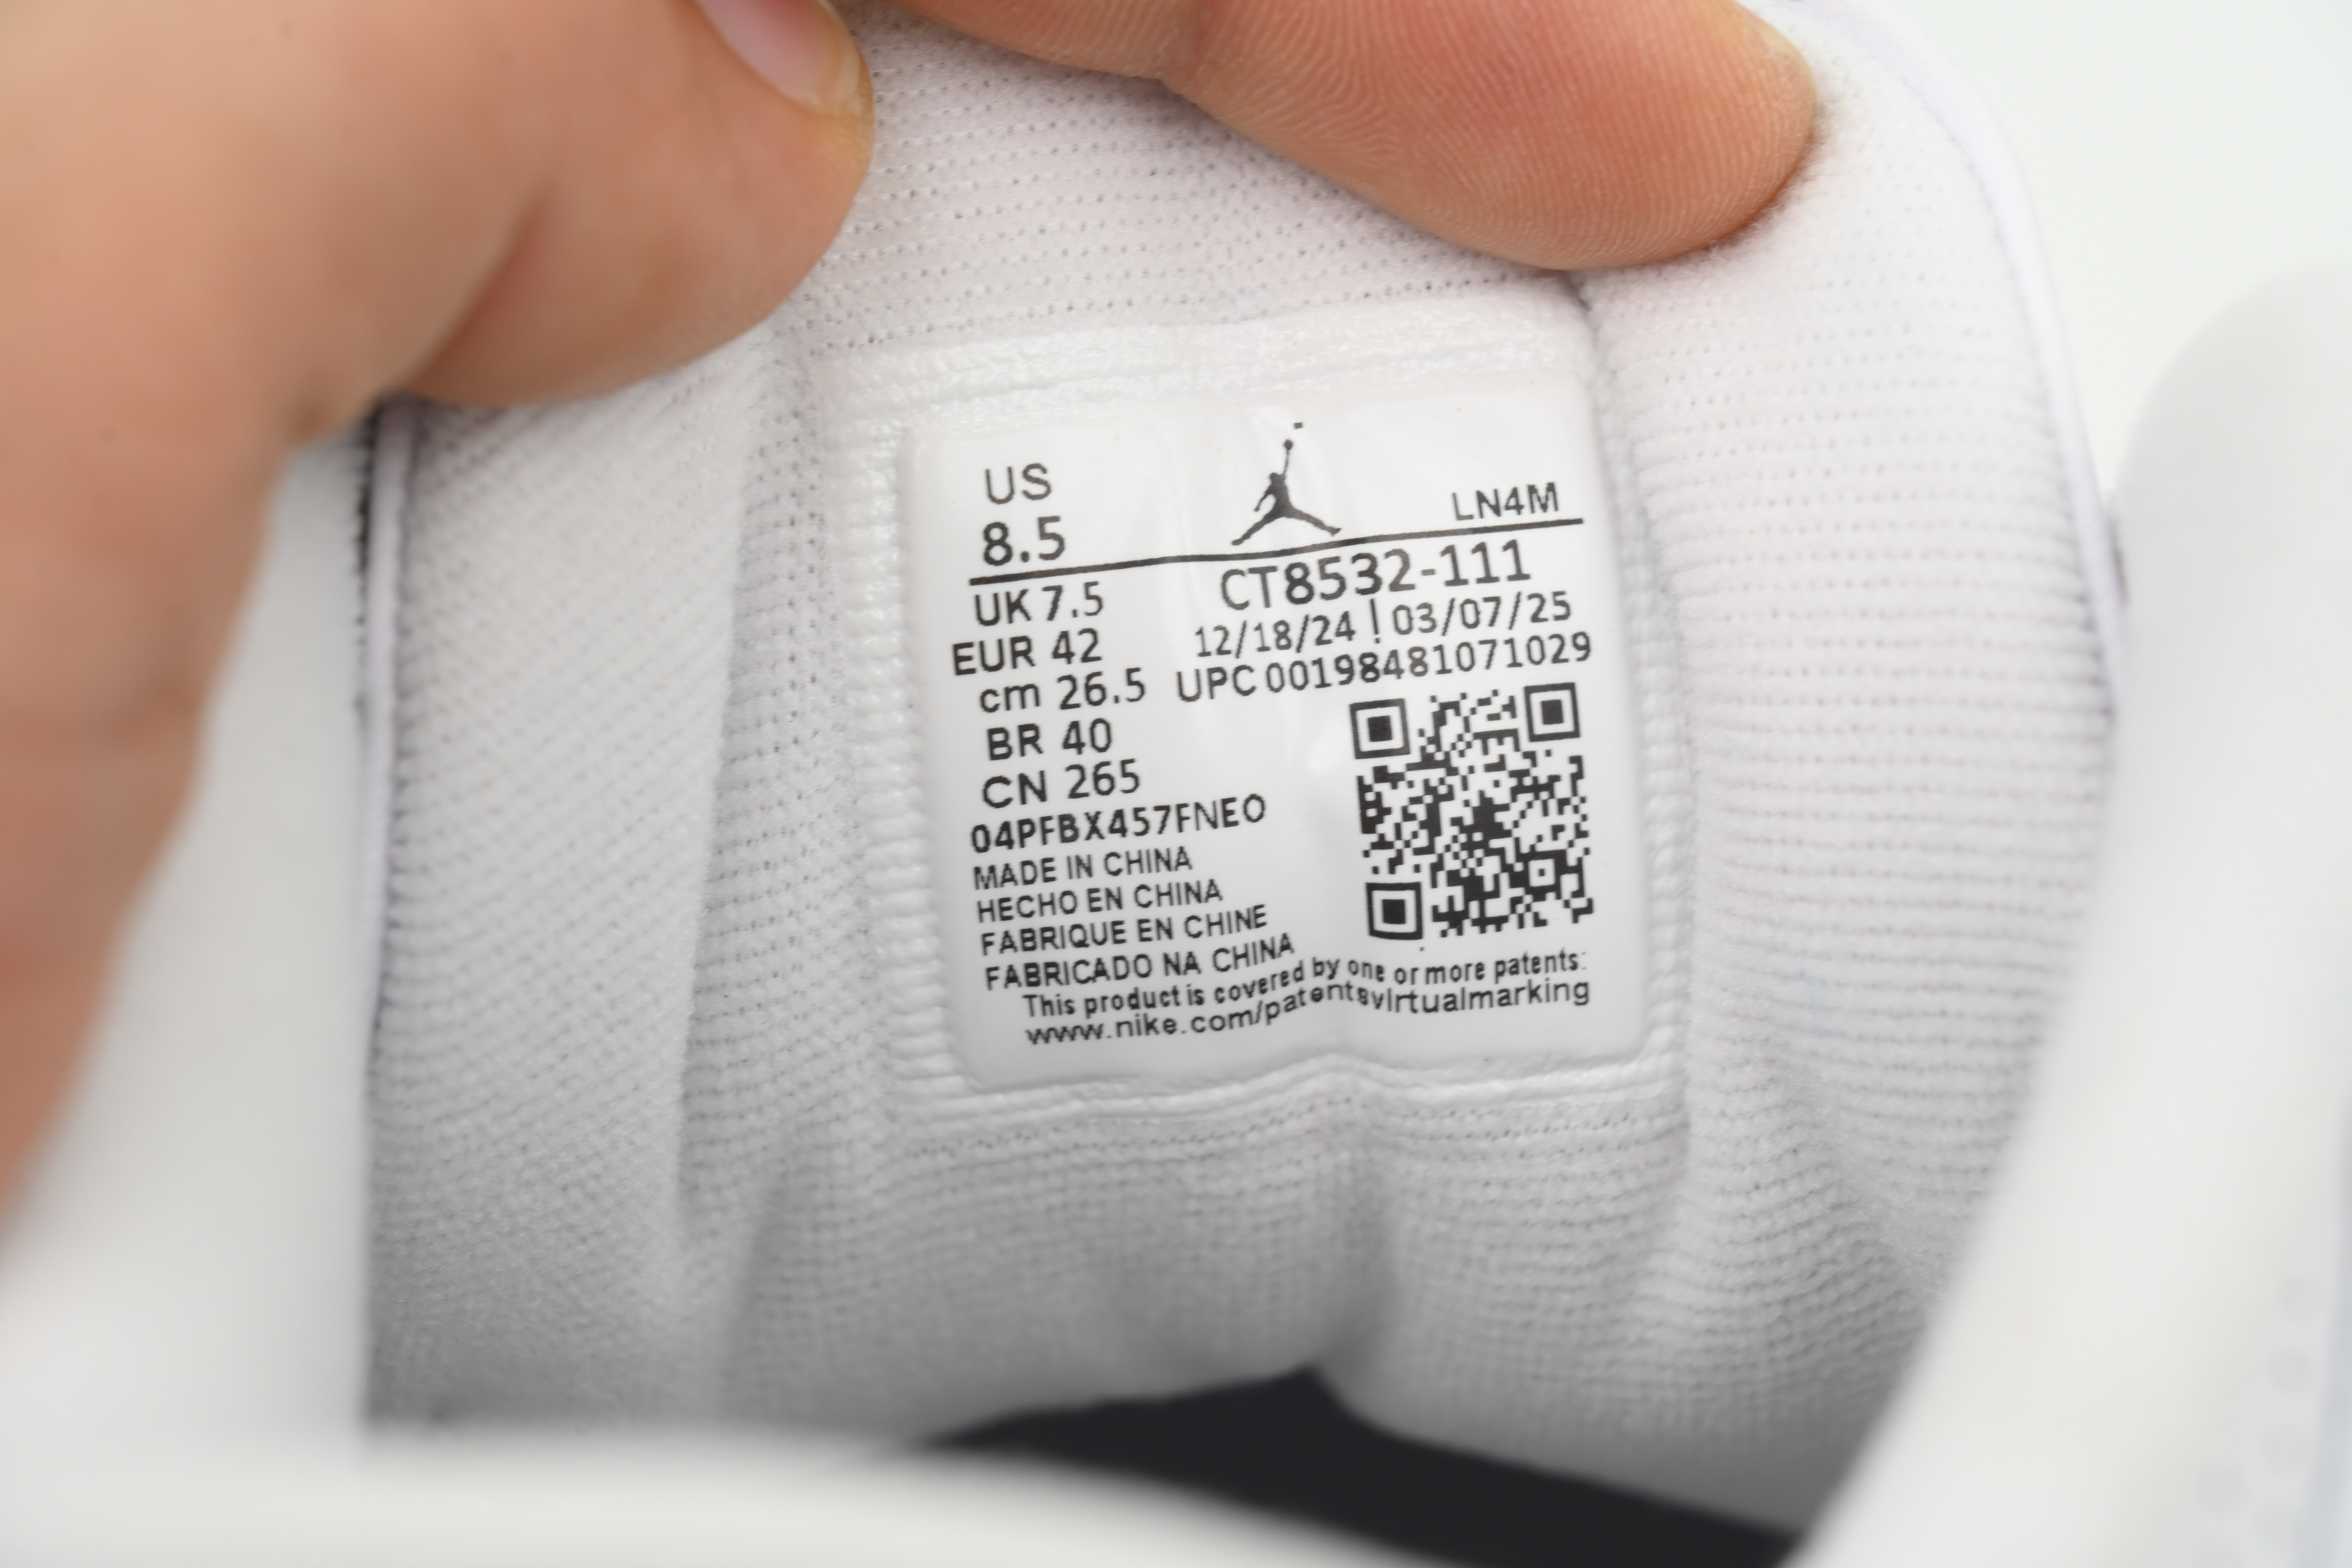 US
8.5
LN4M
UK 7.5
CT8532-111
EUR 42
12/18/24 | 03/07/25
cm 26.5
UPC 00198481071029
BR 40
CN 265
04PFBX457FNEO
MADE IN CHINA
HECHO EN CHINA
FABRIQUE EN CHINE
FABRICADO NA CHINA
This product is covered by one or more patents:
www.nike.com/patentsvirtualmarking